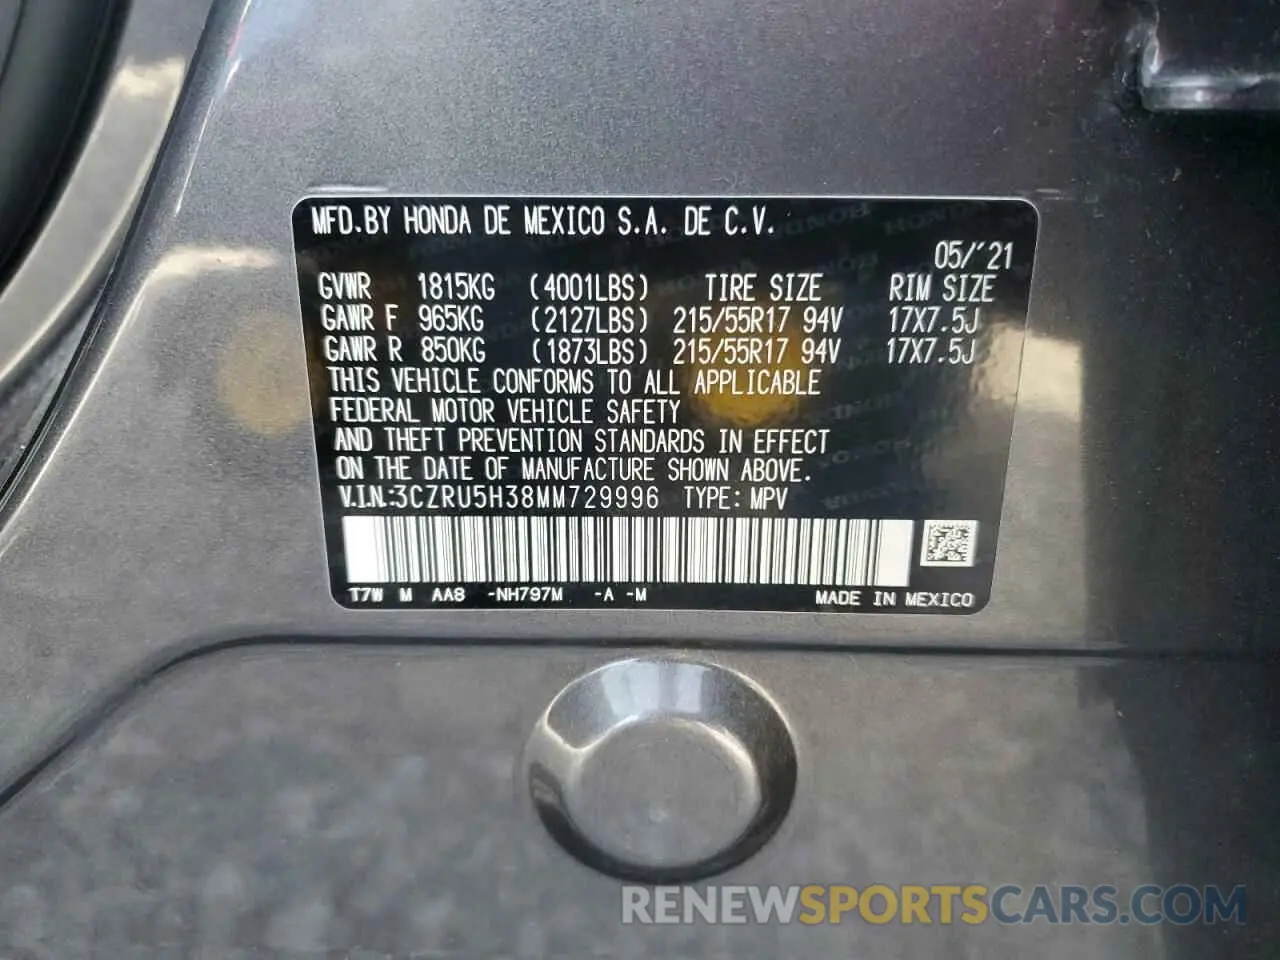 MFD.BY HONDA DE MEXICO S.A. DE C.V.
05/'21
GVWR 1815KG (4001LBS) TIRE SIZE RIM SIZE
GAWR F 965KG (2127LBS) 215/55R17 94V 17X7.5J
GAWR R 850KG (1873LBS) 215/55R17 94V 17X7.5J
THIS VEHICLE CONFORMS TO ALL APPLICABLE
FEDERAL MOTOR VEHICLE SAFETY
AND THEFT PREVENTION STANDARDS IN EFFECT
ON THE DATE OF MANUFACTURE SHOWN ABOVE.
V.I.N.:3CZRU5H38MM729996 TYPE: MPV
T7W M AA8 -NH797M -A -M MADE IN MEXICO
RENEWSPORTSCARS.COM